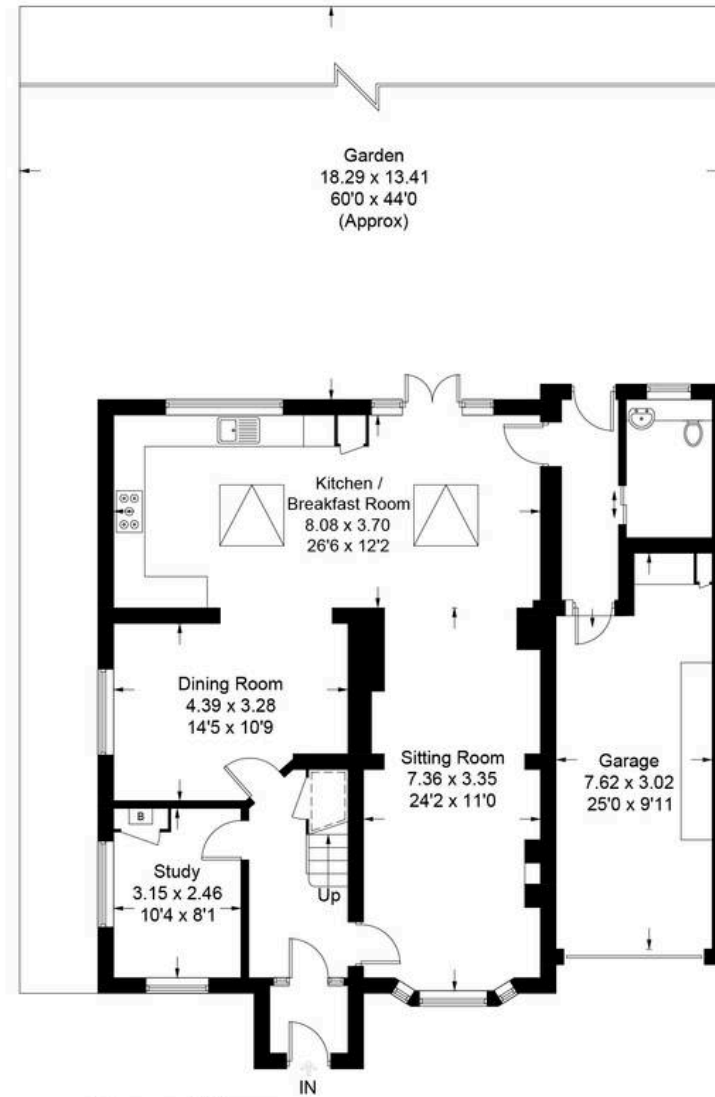 Garden
18.29 x 13.41
60'0 x 44'0
(Approx)
Kitchen /
Breakfast Room
8.08 x 3.70
26'6 x 12'2
Dining Room
4.39 x 3.28
14'5 x 10'9
Sitting Room
7.36 x 3.35
24'2 x 11'0
Garage
7.62 x 3.02
25'0 x 9'11
B
Study
3.15 x 2.46
10'4 x 8'1
Up
IN